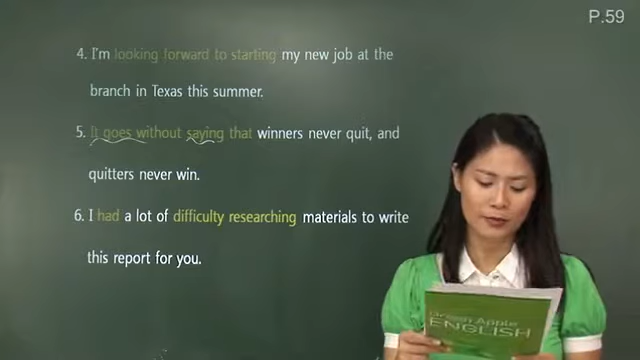 P.59
4. I'm looking forward to starting my new job at the
branch in Texas this summer.
5. It goes without saying that winners never quit, and
quitters never win.
6. I had a lot of difficulty researching materials to write
this report for you.
Green Apple
ENGLISH